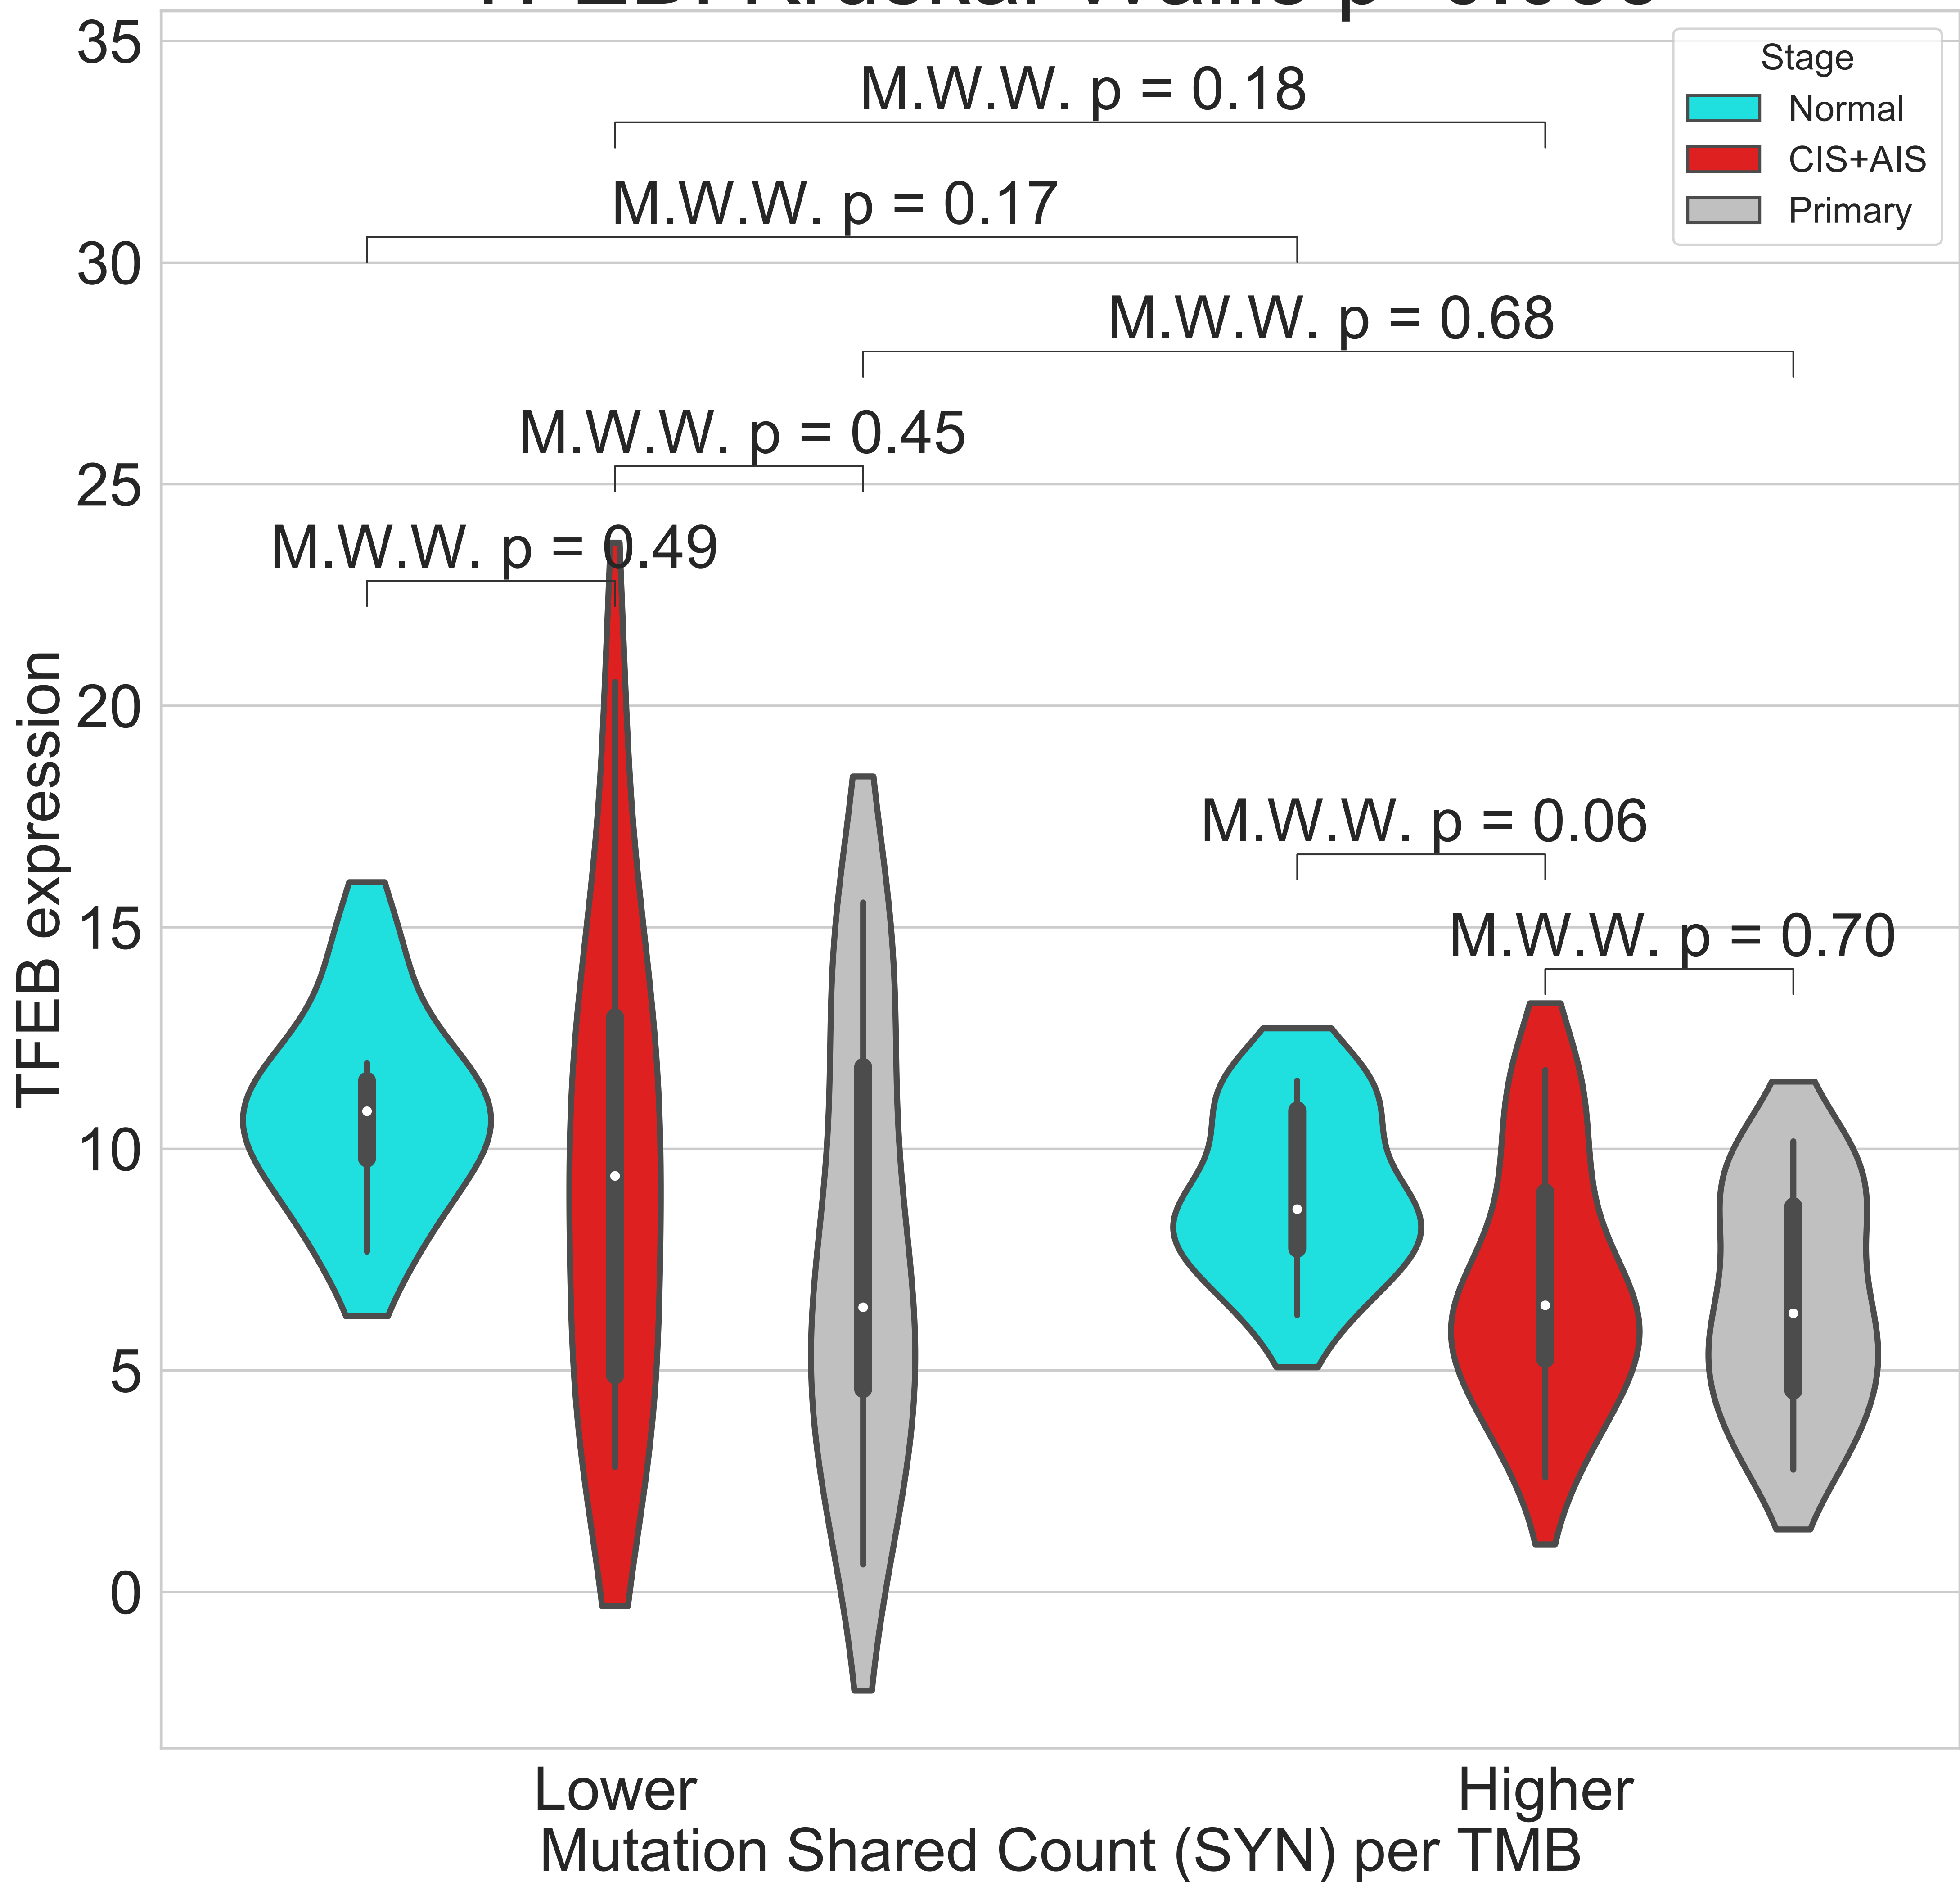 35
30
25
20
15
10
5
0
TFEB expression
M.W.W. p = 0.18
M.W.W. p = 0.17
M.W.W. p = 0.68
M.W.W. p = 0.45
M.W.W. p = 0.49
M.W.W. p = 0.06
M.W.W. p = 0.70
Stage
Normal
CIS+AIS
Primary
Lower
Higher
Mutation Shared Count (SYN) per TMB